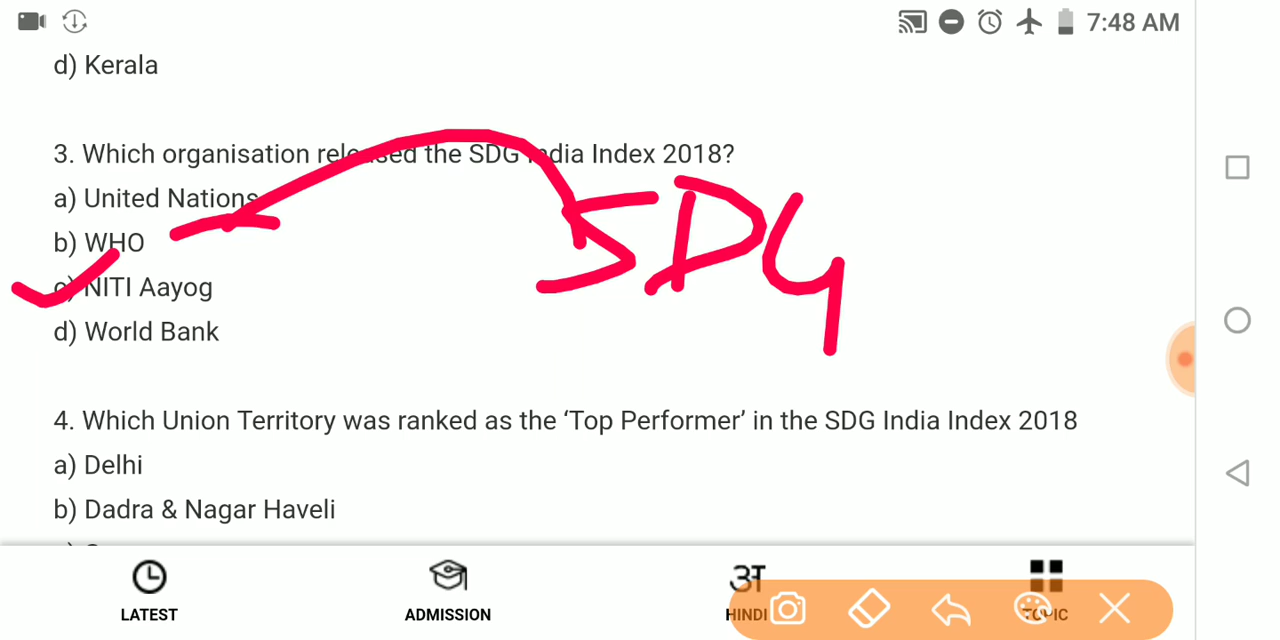 7:48 AM
d) Kerala
3. Which organisation released the SDG India Index 2018?
a) United Nations
b) WHO
SDG
c) NITI Aayog
d) World Bank
4. Which Union Territory was ranked as the ‘Top Performer’ in the SDG India Index 2018
a) Delhi
b) Dadra & Nagar Haveli
अ
LATEST
ADMISSION
HINDI
TOPIC